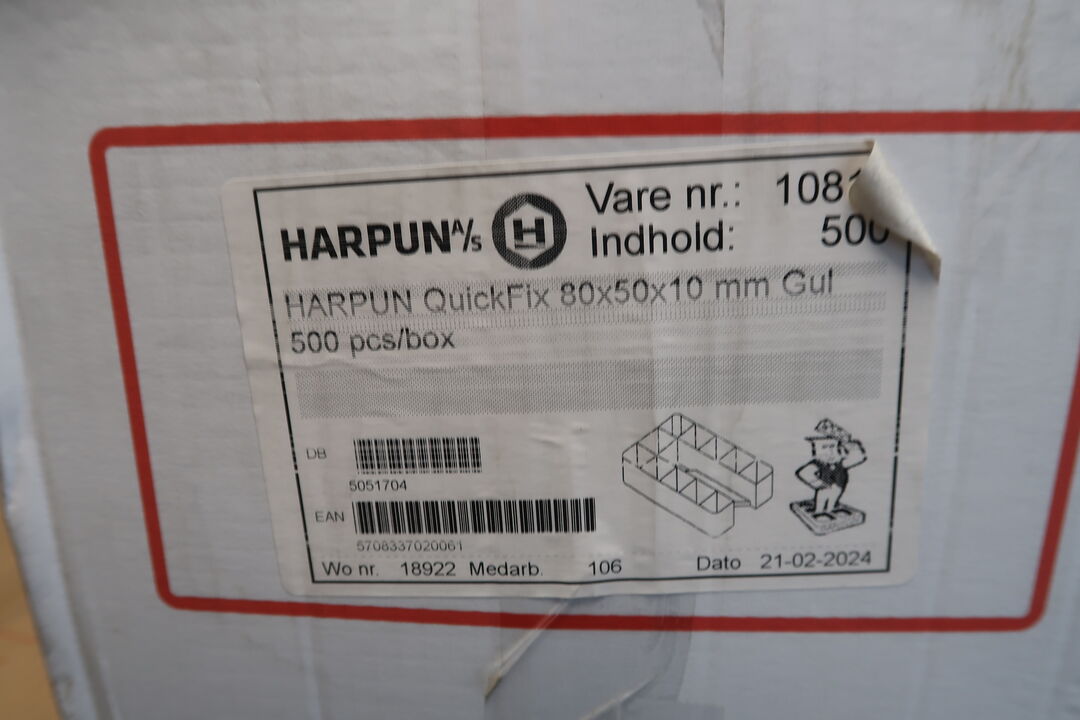 HARPUN A/S H
Vare nr.: 108
Indhold: 500
HARPUN QuickFix 80x50x10 mm Gul
500 pcs/box
DB
5051704
EAN
5708337020061
Wo nr. 18922 Medarb. 106 Dato 21-02-2024